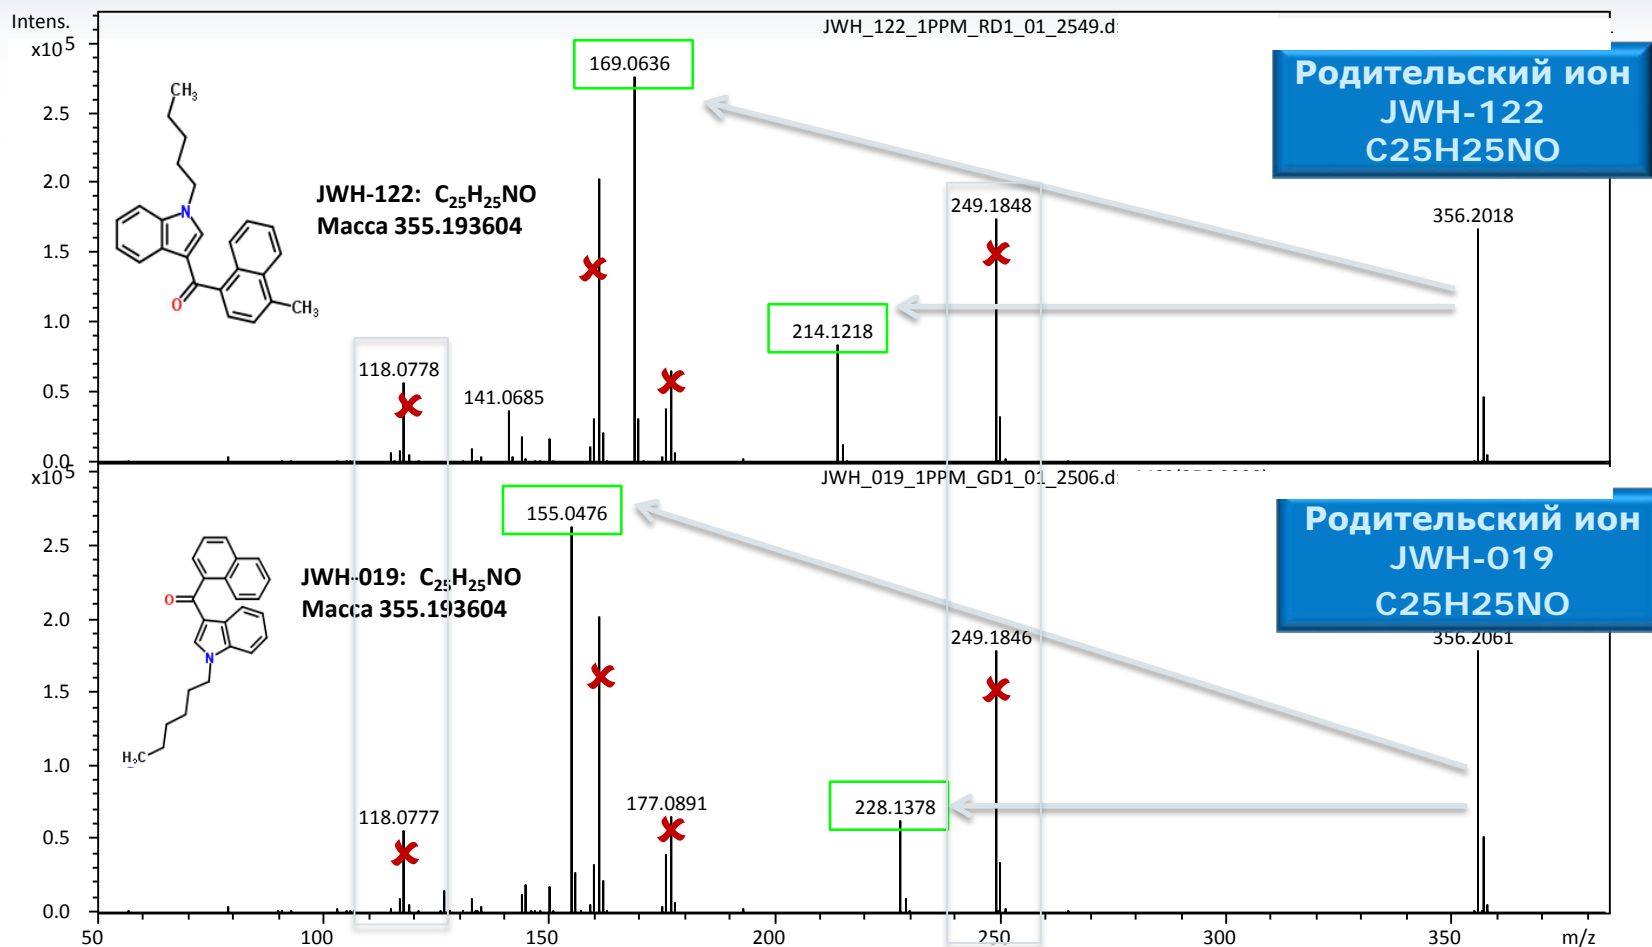 Intens.
x10⁵
JWH_122_1PPM_RD1_01_2549.d:
Родительский ион
JWH-122
C25H25NO
169.0636
2.5
2.0
1.5
1.0
0.5
0.0
CH₃
N
O
CH₃
JWH-122: C₂₅H₂₅NO
Масса 355.193604
249.1848
356.2018
214.1218
118.0778
141.0685
x10⁵
JWH_019_1PPM_GD1_01_2506.d:
Родительский ион
JWH-019
C25H25NO
155.0476
2.5
2.0
1.5
1.0
0.5
0.0
O
N
H₃C
JWH-019: C₂₅H₂₅NO
Масса 355.193604
249.1846
356.2061
177.0891
228.1378
118.0777
50
100
150
200
250
300
350
m/z